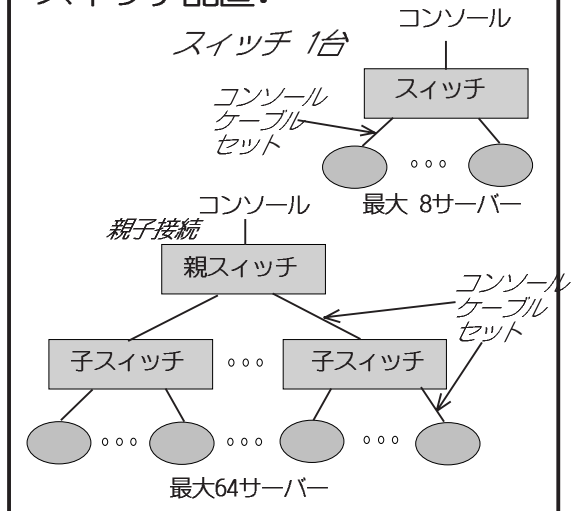 スイッチ配置:
コンソール
スイッチ 1台
スイッチ
コンソール
ケーブル
セット
最大 8サーバー
コンソール
親子接続
親スイッチ
コンソール
ケーブル
セット
子スイッチ
子スイッチ
最大64サーバー